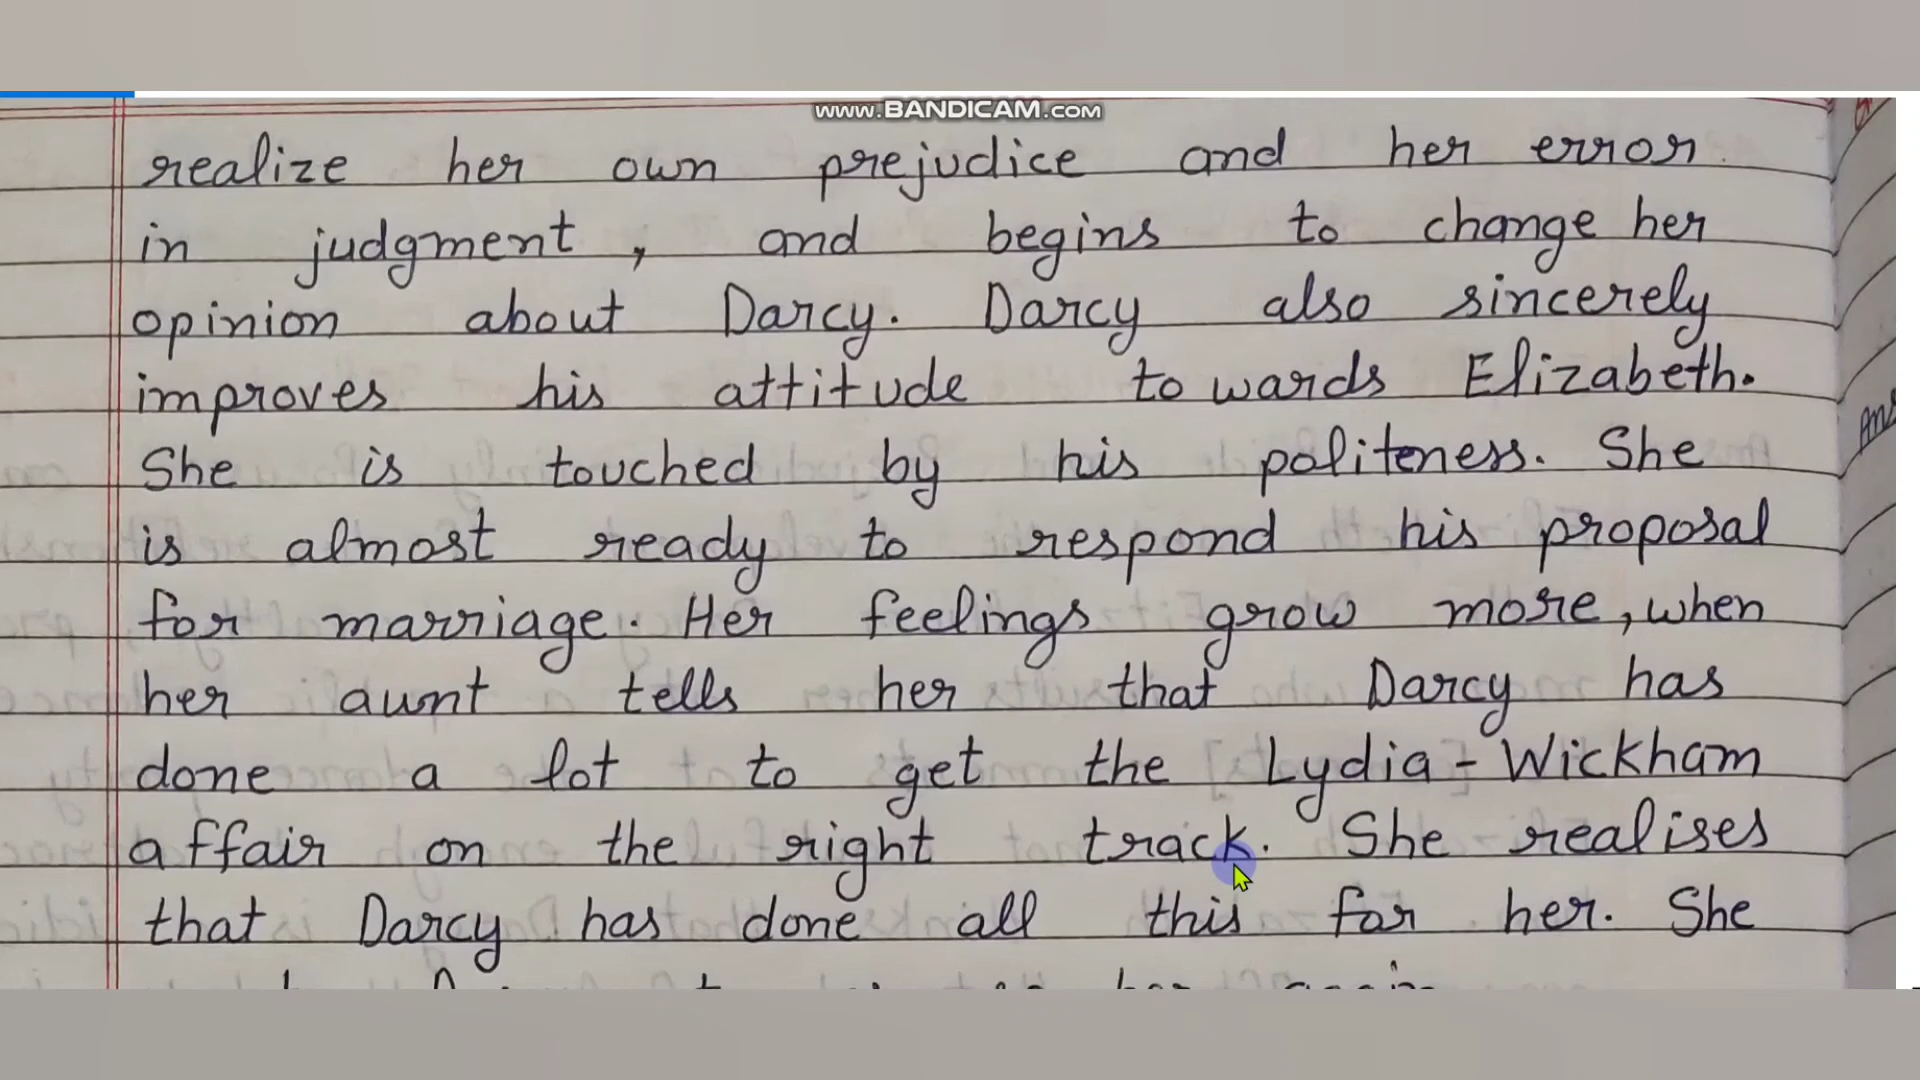 www.BANDICAM.com
realize her own prejudice and her error
in judgment, and begins to change her
opinion about Darcy. Darcy also sincerely
improves his attitude towards Elizabeth.
She is touched by his politeness. She
is almost ready to respond his proposal
for marriage. Her feelings grow more, when
her aunt tells her that Darcy has
done a lot to get the Lydia-Wickham
affair on the right track. She realises
that Darcy has done all this for her. She